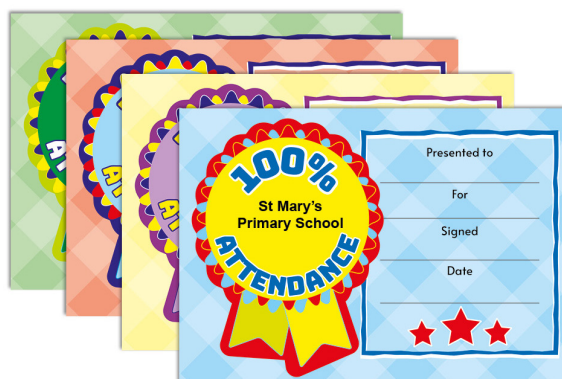 100%
St Mary's
Primary School
ATTENDANCE
Presented to
For
Signed
Date